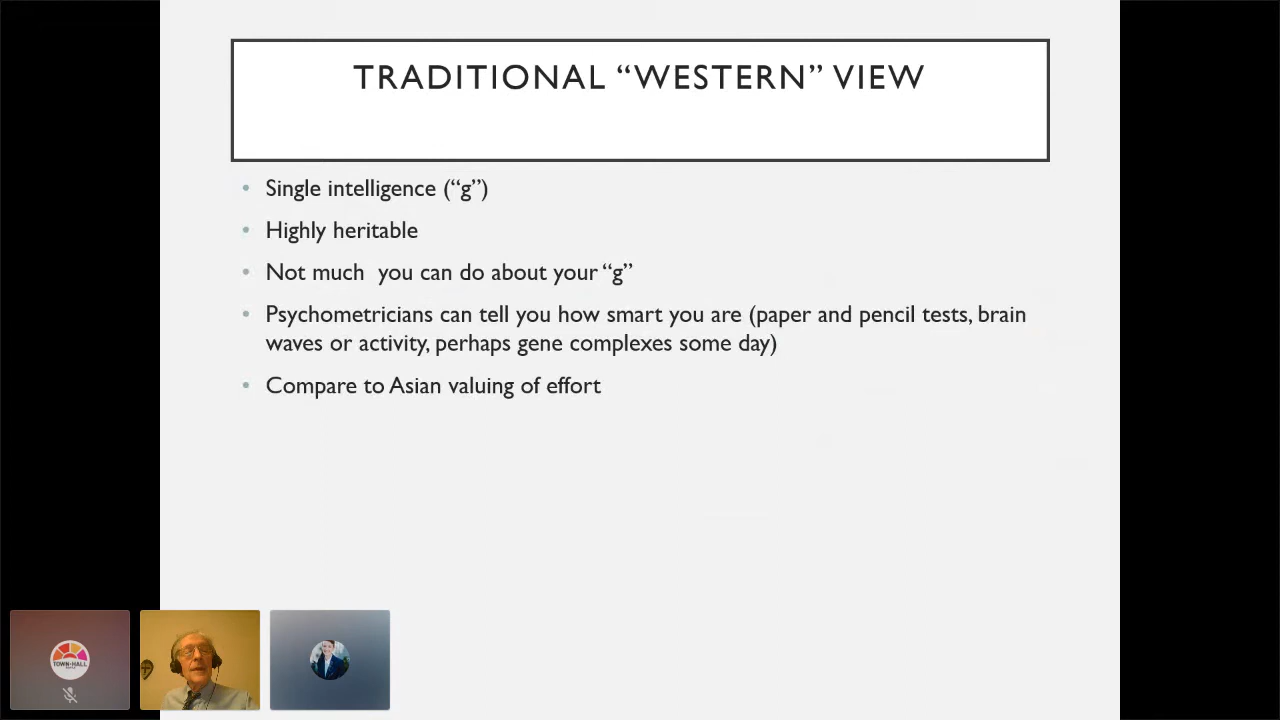 TRADITIONAL “WESTERN” VIEW
• Single intelligence (“g”)
• Highly heritable
• Not much  you can do about your “g”
• Psychometricians can tell you how smart you are (paper and pencil tests, brain
waves or activity, perhaps gene complexes some day)
• Compare to Asian valuing of effort
TOWN HALL